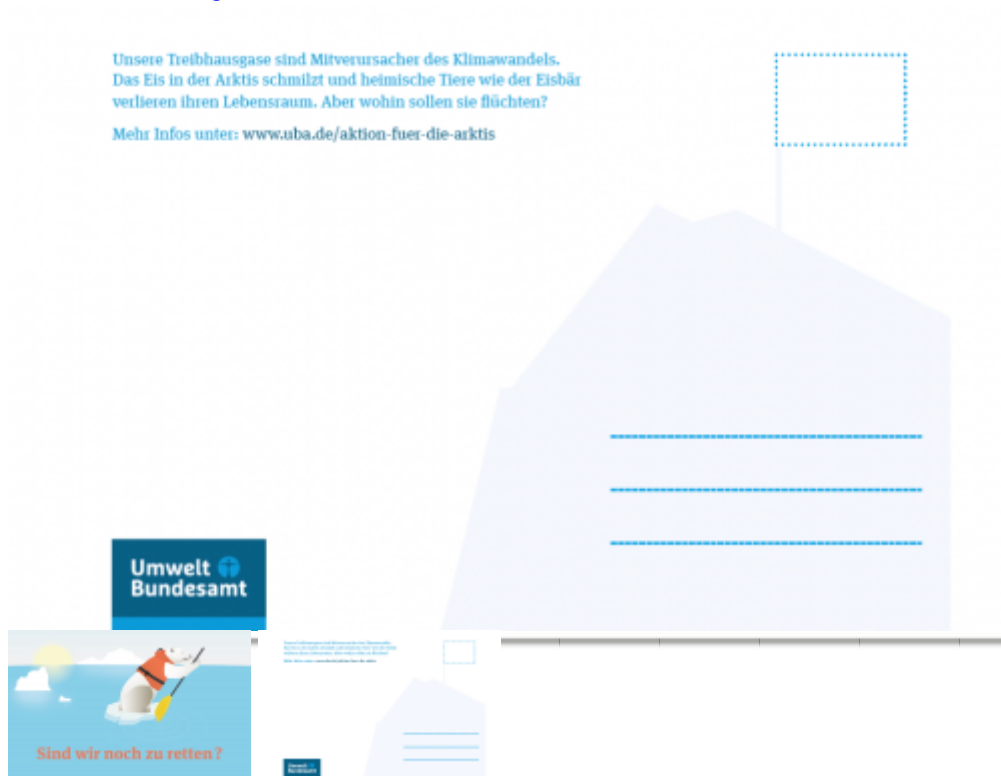 Unsere Treibhausgase sind Mitverursacher des Klimawandels.
Das Eis in der Arktis schmilzt und heimische Tiere wie der Eisbär
verlieren ihren Lebensraum. Aber wohin sollen sie flüchten?
Mehr Infos unter: www.uba.de/aktion-fuer-die-arktis
Umwelt
Bundesamt
Sind wir noch zu retten?